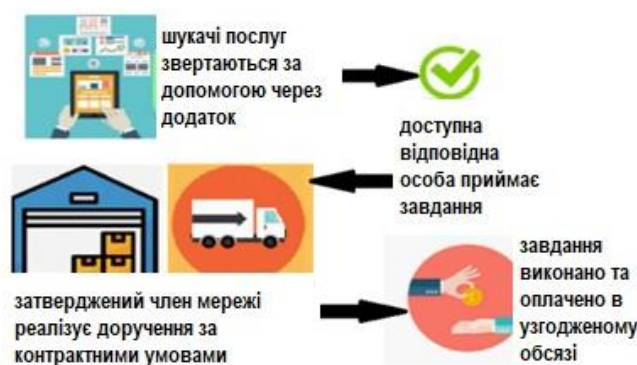 шукачі послуг
звертаються за
допомогою через
додаток
доступна
відповідна
особа приймає
завдання
затверджений член мережі
реалізує доручення за
контрактними умовами
завдання
виконано та
оплачено в
узгодженому
обсязі